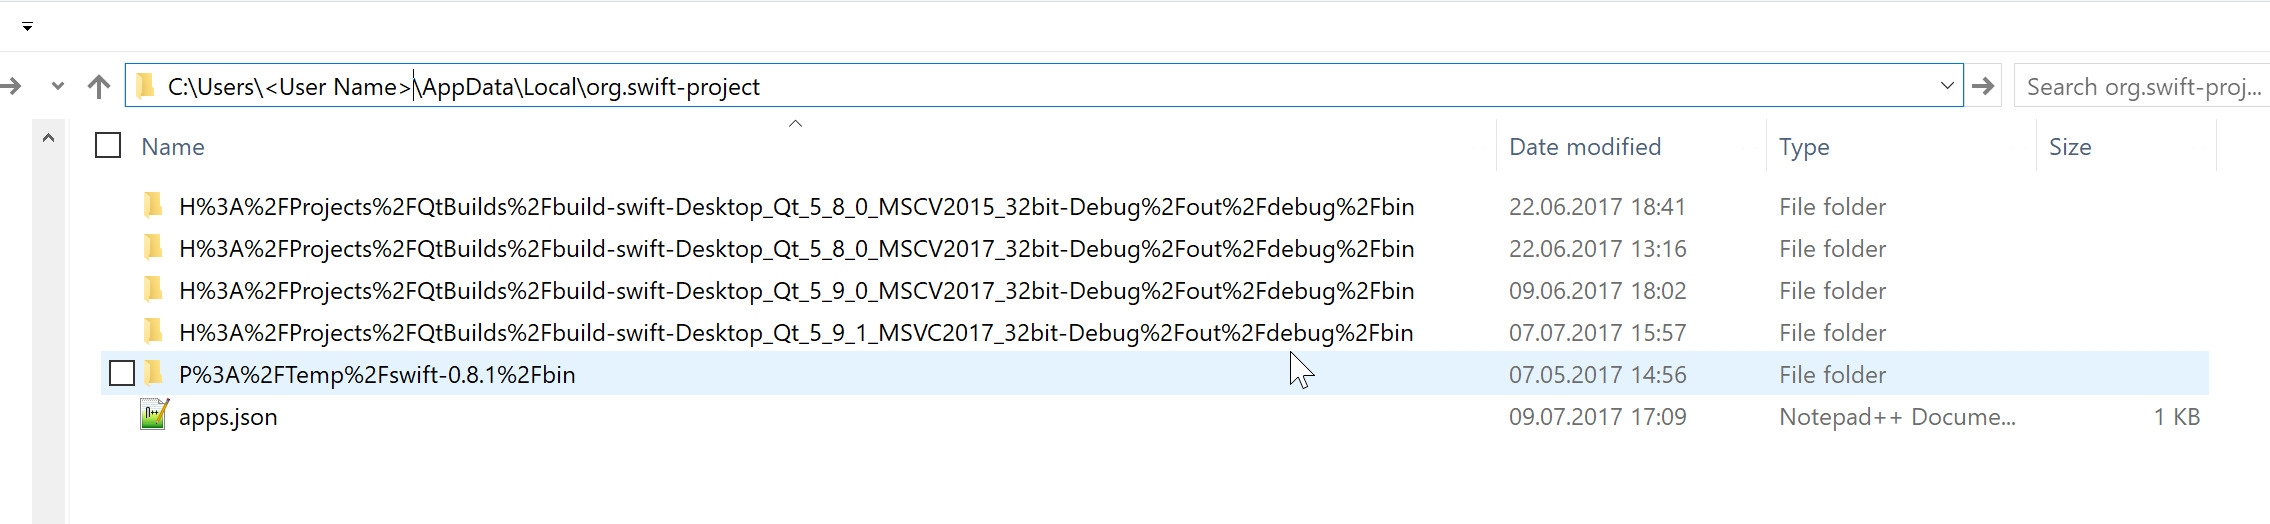 C:\Users\<User Name>\AppData\Local\org.swift-project
Search org.swift-proj...
Name Date modified Type Size
H%3A%2FProjects%2FQtBuilds%2Fbuild-swift-Desktop_Qt_5_8_0_MSCV2015_32bit-Debug%2Fout%2Fdebug%2Fbin 22.06.2017 18:41 File folder
H%3A%2FProjects%2FQtBuilds%2Fbuild-swift-Desktop_Qt_5_8_0_MSCV2017_32bit-Debug%2Fout%2Fdebug%2Fbin 22.06.2017 13:16 File folder
H%3A%2FProjects%2FQtBuilds%2Fbuild-swift-Desktop_Qt_5_9_0_MSCV2017_32bit-Debug%2Fout%2Fdebug%2Fbin 09.06.2017 18:02 File folder
H%3A%2FProjects%2FQtBuilds%2Fbuild-swift-Desktop_Qt_5_9_1_MSVC2017_32bit-Debug%2Fout%2Fdebug%2Fbin 07.07.2017 15:57 File folder
P%3A%2FTemp%2Fswift-0.8.1%2Fbin 07.05.2017 14:56 File folder
apps.json 09.07.2017 17:09 Notepad++ Docume... 1 KB